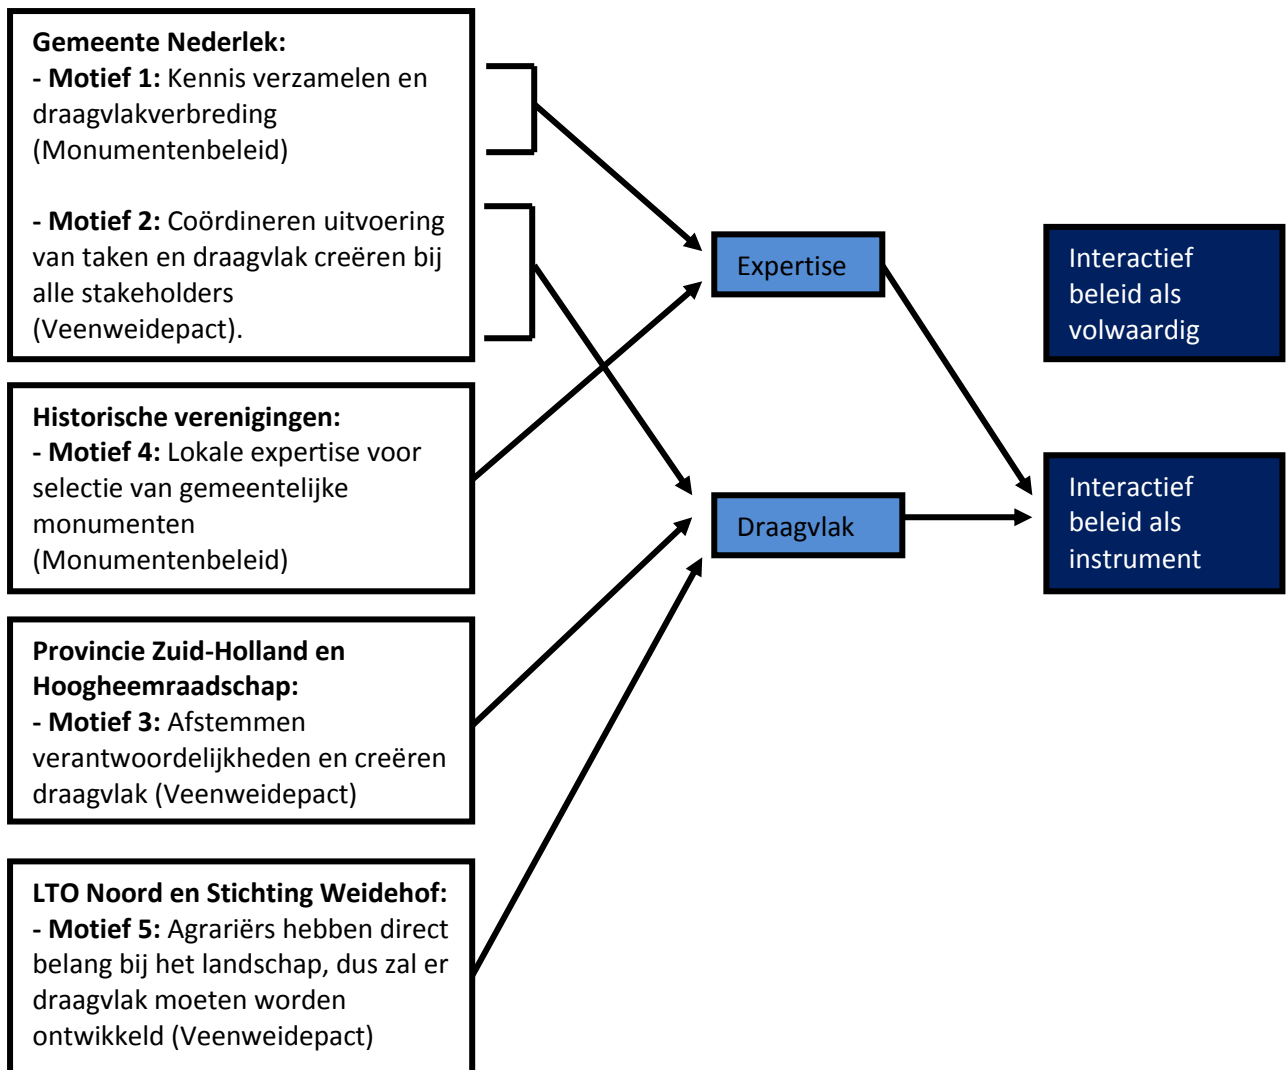 Gemeente Nederlek:
- Motief 1: Kennis verzamelen en
draagvlakverbreding
(Monumentenbeleid)
- Motief 2: Coördineren uitvoering
van taken en draagvlak creëren bij
alle stakeholders
(Veenweidepact).
Historische verenigingen:
- Motief 4: Lokale expertise voor
selectie van gemeentelijke
monumenten
(Monumentenbeleid)
Provincie Zuid-Holland en
Hoogheemraadschap:
- Motief 3: Afstemmen
verantwoordelijkheden en creëren
draagvlak (Veenweidepact)
LTO Noord en Stichting Weidehof:
- Motief 5: Agrariërs hebben direct
belang bij het landschap, dus zal er
draagvlak moeten worden
ontwikkeld (Veenweidepact)
Expertise
Draagvlak
Interactief
beleid als
volwaardig
Interactief
beleid als
instrument